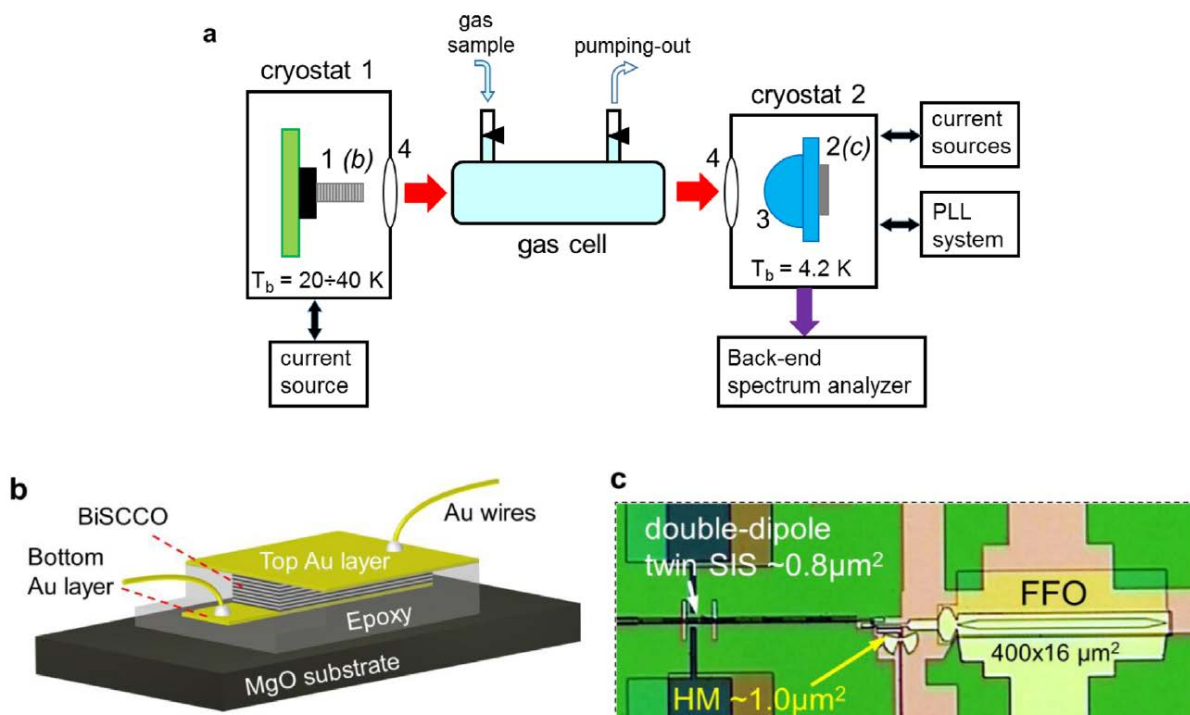 a
gas
sample
pumping-out
cryostat 1
cryostat 2
1 (b)
4
4
2(c)
3
current
sources
PLL
system
gas cell
T_b = 20÷40 K
T_b = 4.2 K
current
source
Back-end
spectrum analyzer
b
BiSCCO
Au wires
Bottom
Au layer
Top Au layer
Epoxy
MgO substrate
c
double-dipole
twin SIS ~0.8µm²
FFO
400x16 µm²
HM ~1.0µm²